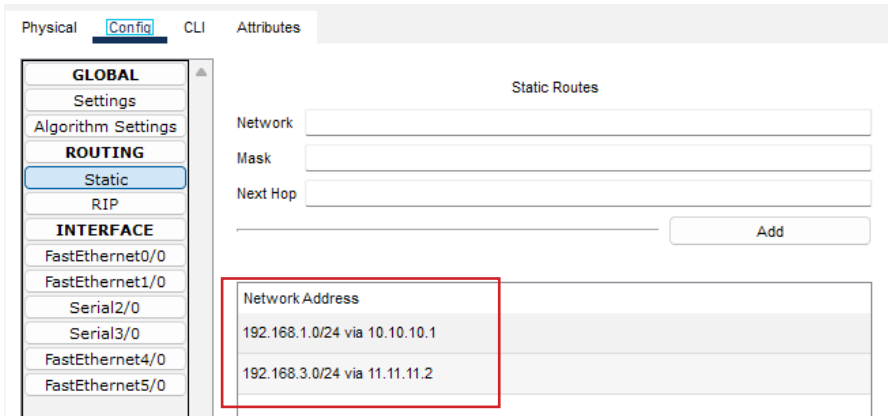 Physical Config CLI Attributes
GLOBAL
Settings
Algorithm Settings
ROUTING
Static
RIP
INTERFACE
FastEthernet0/0
FastEthernet1/0
Serial2/0
Serial3/0
FastEthernet4/0
FastEthernet5/0
Static Routes
Network
Mask
Next Hop
Add
Network Address
192.168.1.0/24 via 10.10.10.1
192.168.3.0/24 via 11.11.11.2